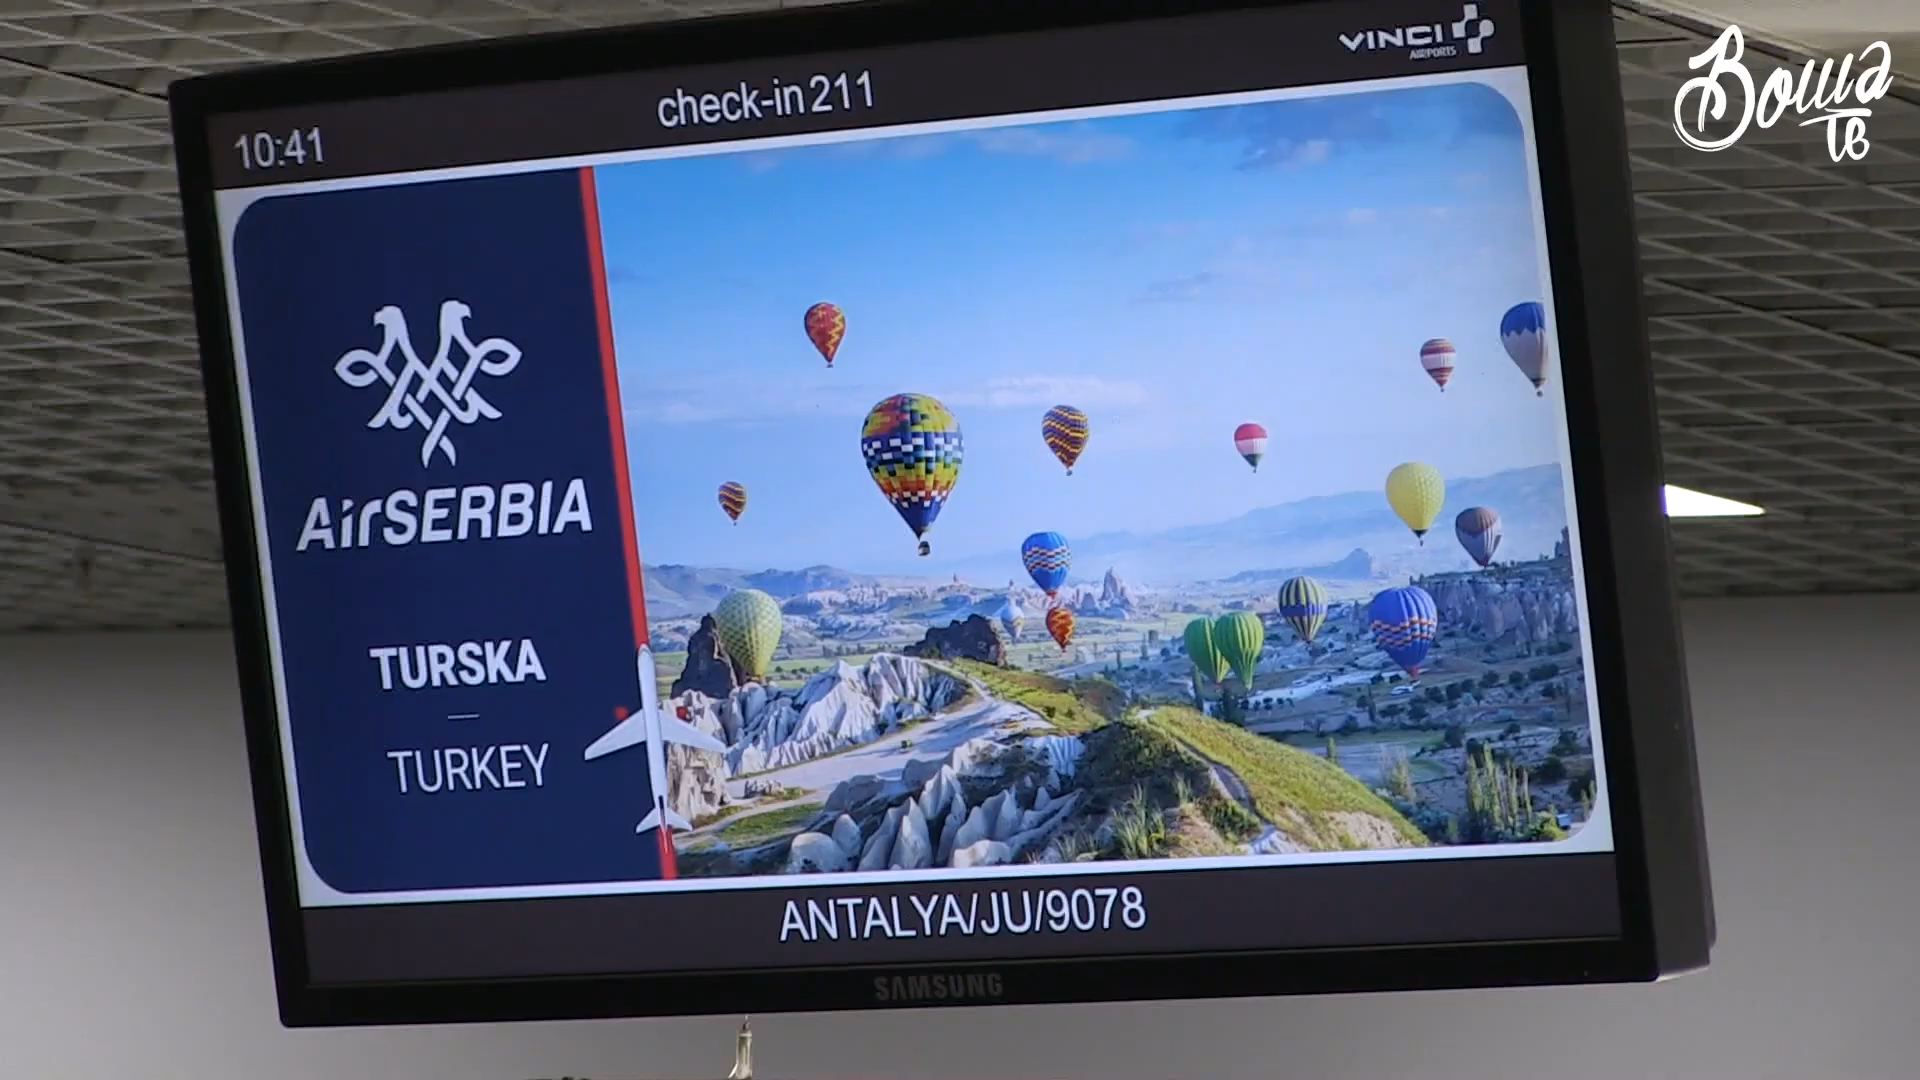 VINCI
AIRPORTS
check-in 211
10:41
Воша
тв
AirSERBIA
TURSKA
TURKEY
ANTALYA/JU/9078
SAMSUNG